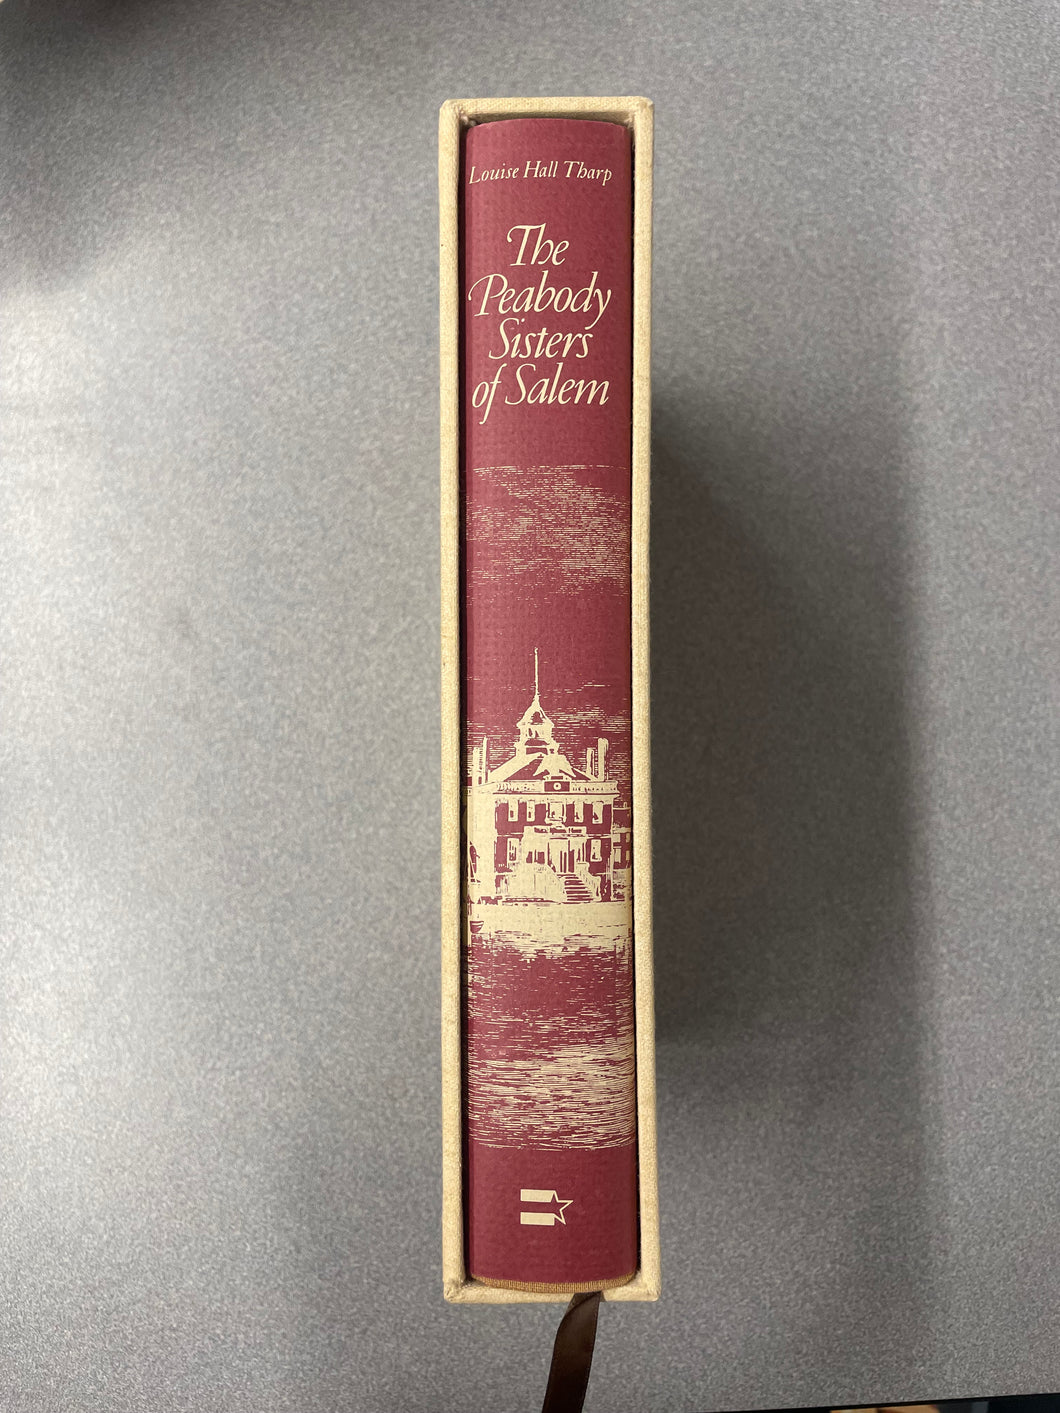 Louise Hall Tharp
The
Peabody
Sisters
of Salem